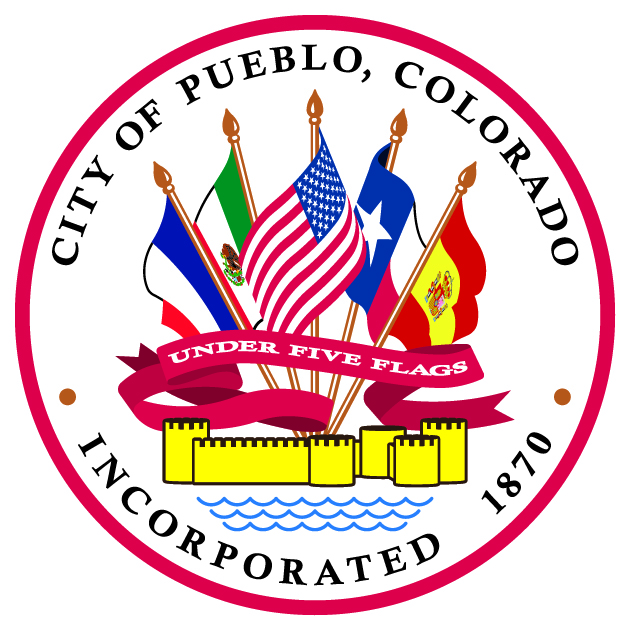 CITY OF PUEBLO, COLORADO
UNDER FIVE FLAGS
INCORPORATED 1870